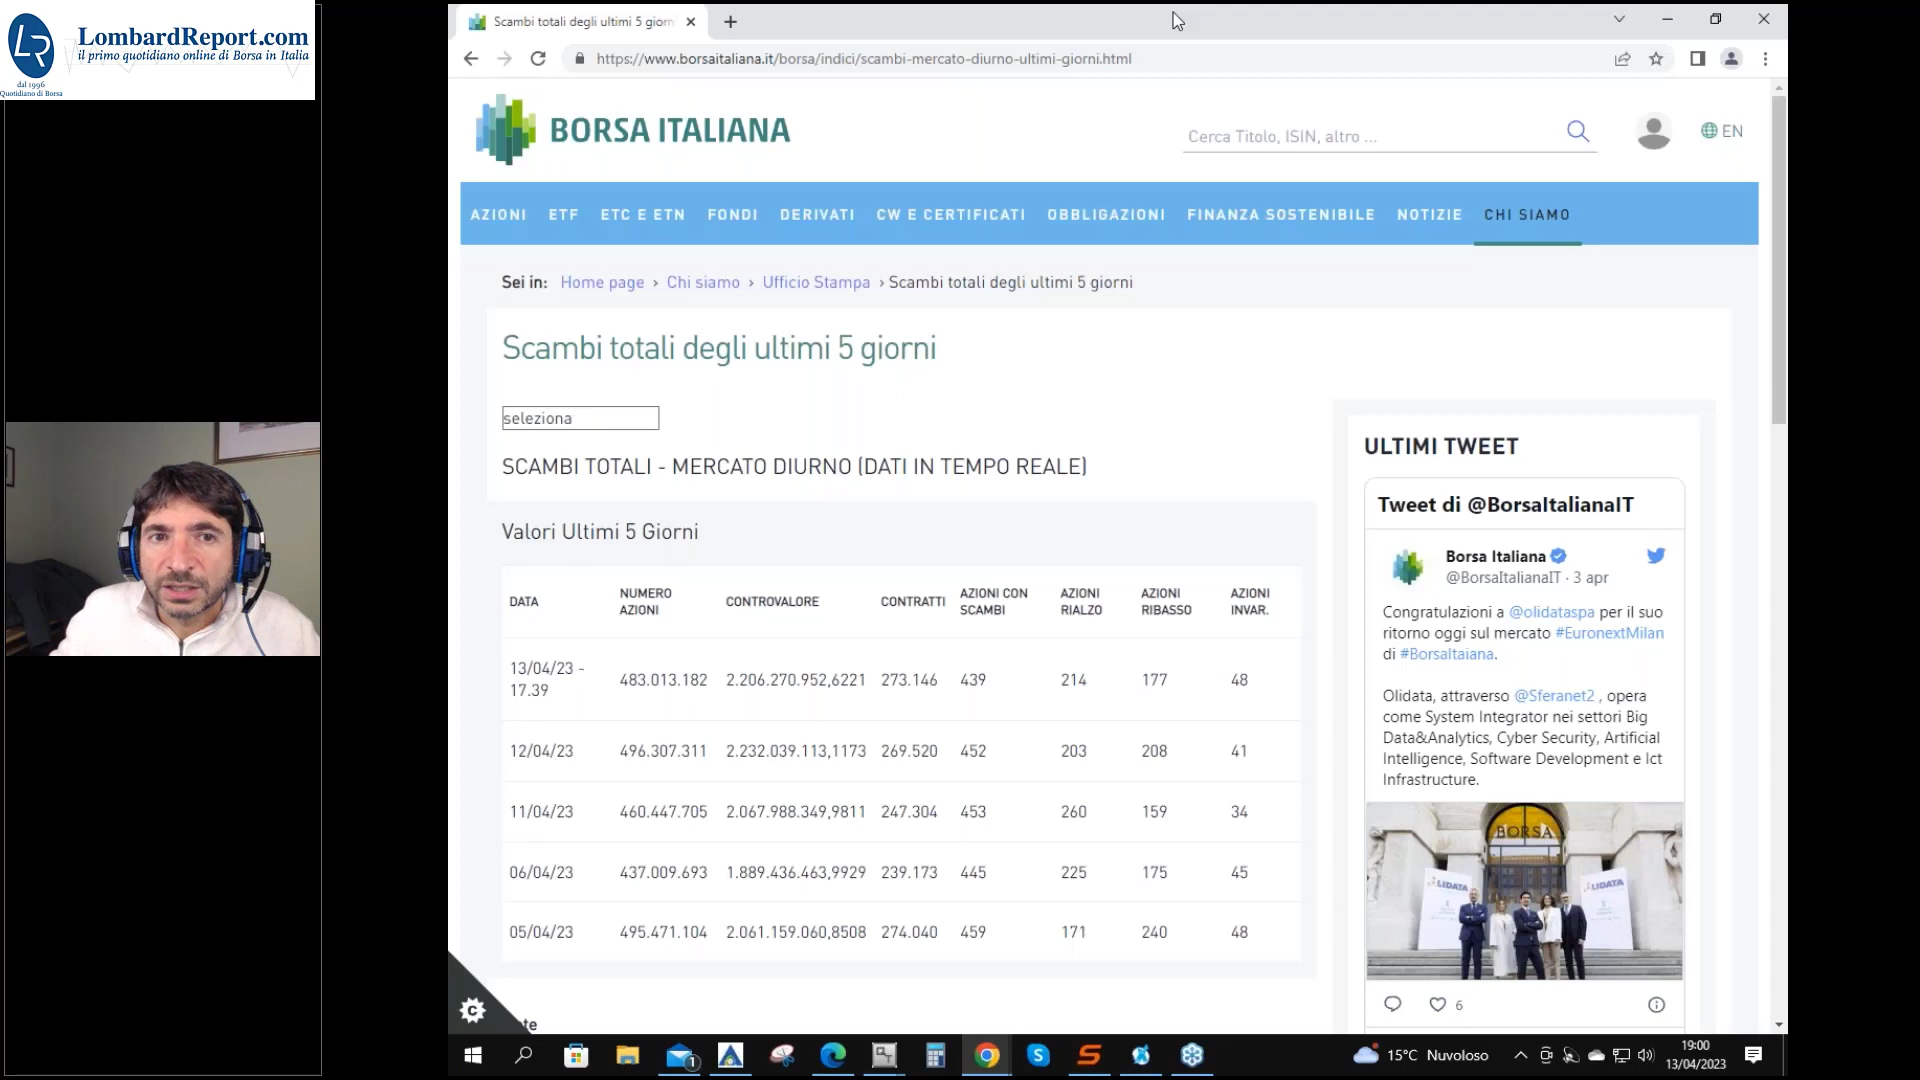 LombardReport.com
il primo quotidiano online di Borsa in Italia
dal 1996
Quotidiano di Borsa
Scambi totali degli ultimi 5 giorn
https://www.borsaitaliana.it/borsa/indici/scambi-mercato-diurno-ultimi-giorni.html
BORSA ITALIANA
Cerca Titolo, ISIN, altro ...
EN
AZIONI ETF ETC E ETN FONDI DERIVATI CW E CERTIFICATI OBBLIGAZIONI FINANZA SOSTENIBILE NOTIZIE CHI SIAMO
Sei in: Home page › Chi siamo › Ufficio Stampa › Scambi totali degli ultimi 5 giorni
Scambi totali degli ultimi 5 giorni
seleziona
SCAMBI TOTALI - MERCATO DIURNO (DATI IN TEMPO REALE)
Valori Ultimi 5 Giorni
DATA NUMERO AZIONI CONTROVALORE CONTRATTI AZIONI CON SCAMBI AZIONI RIALZO AZIONI RIBASSO AZIONI INVAR.
13/04/23 - 17.39 483.013.182 2.206.270.952,6221 273.146 439 214 177 48
12/04/23 496.307.311 2.232.039.113,1173 269.520 452 203 208 41
11/04/23 460.447.705 2.067.988.349,9811 247.304 453 260 159 34
06/04/23 437.009.693 1.889.436.463,9929 239.173 445 225 175 45
05/04/23 495.471.104 2.061.159.060,8508 274.040 459 171 240 48
te
ULTIMI TWEET
Tweet di @BorsaItalianaIT
Borsa Italiana
@BorsaItalianaIT · 3 apr
Congratulazioni a @olidataspa per il suo
ritorno oggi sul mercato #EuronextMilan
di #BorsaItaiana.
Olidata, attraverso @Sferanet2 , opera
come System Integrator nei settori Big
Data&Analytics, Cyber Security, Artificial
Intelligence, Software Development e Ict
Infrastructure.
BORSA
LIDATA
LIDATA
6
1
15°C Nuvoloso
19:00
13/04/2023